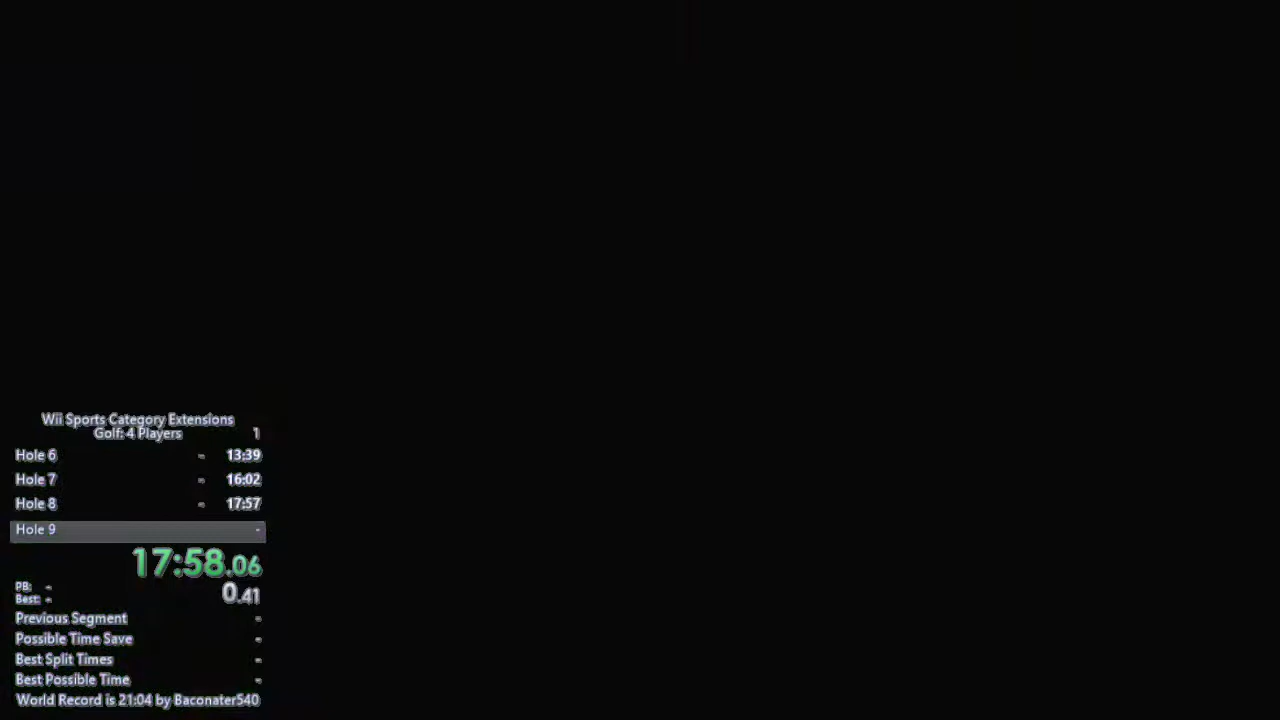 Wii Sports Category Extensions
Golf: 4 Players 1
Hole 6 - 13:39
Hole 7 - 16:02
Hole 8 - 17:57
Hole 9 -
17:58.06
PB: - 
Best: -
0.41
Previous Segment -
Possible Time Save -
Best Split Times -
Best Possible Time -
World Record is 21:04 by Baconater540